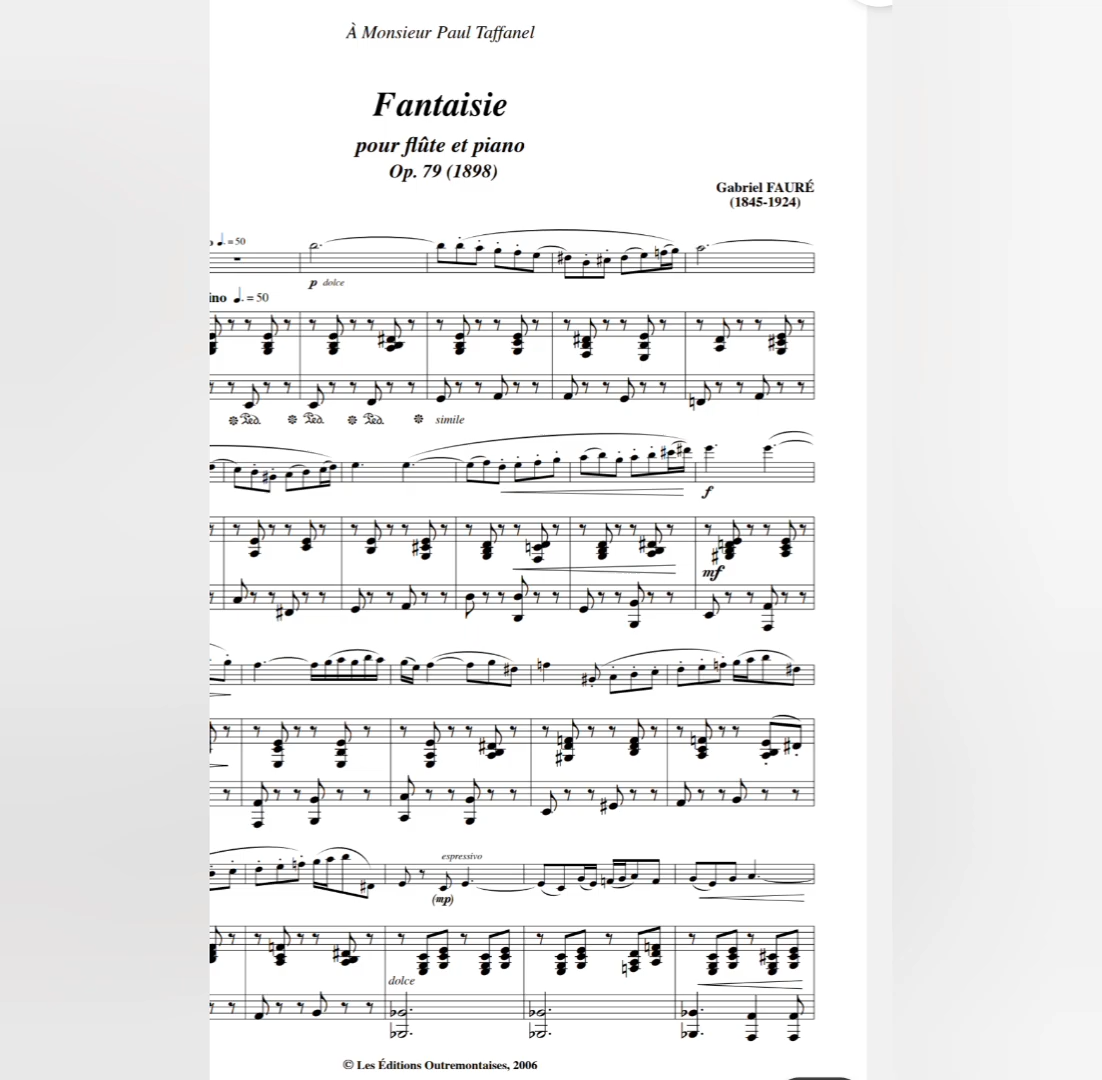 À Monsieur Paul Taffanel
Fantaisie
pour flûte et piano
Op. 79 (1898)
Gabriel FAURÉ
(1845-1924)
= 50
p dolce
ino = 50
simile
f
mf
espressivo
(mp)
dolce
© Les Éditions Outremontaises, 2006